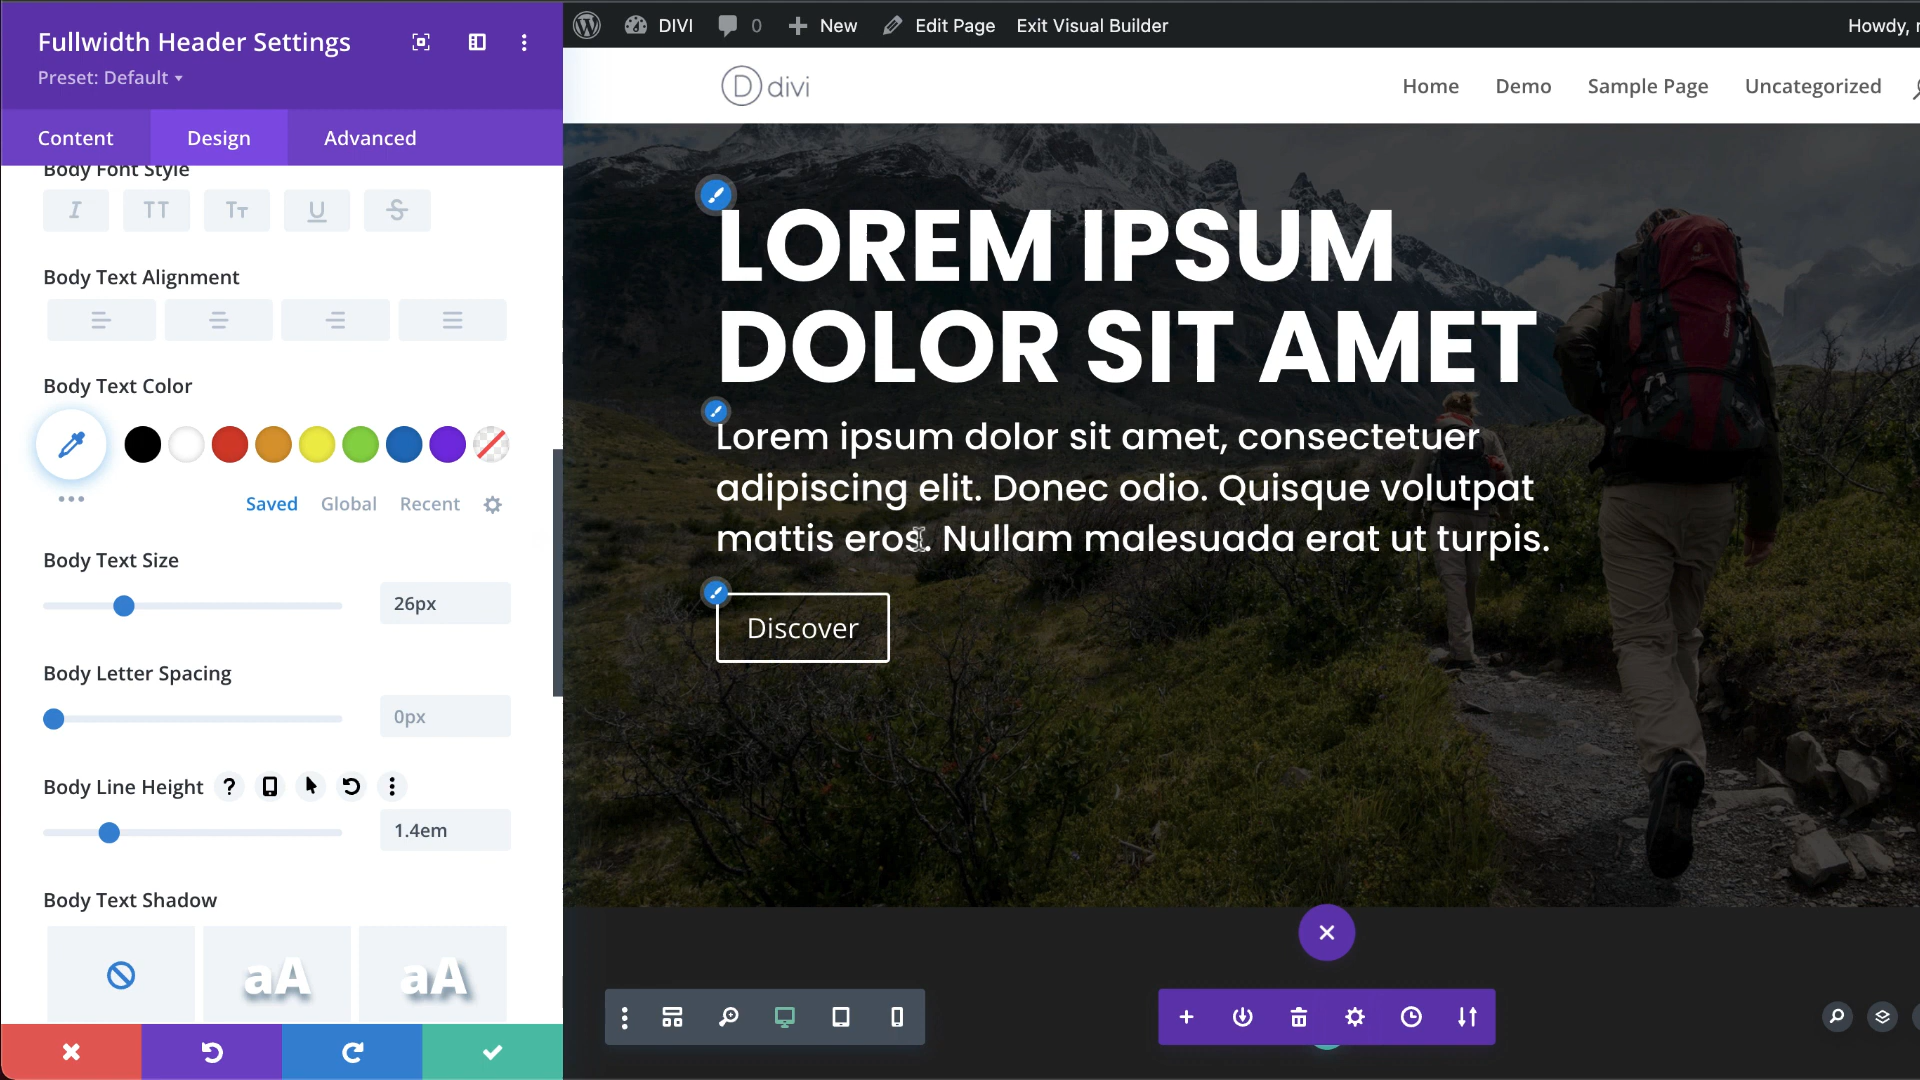 Fullwidth Header Settings
Preset: Default
Content
Design
Advanced
Body Font Style
I
TT
Tт
U
S
Body Text Alignment
Body Text Color
Saved
Global
Recent
Body Text Size
26px
Body Letter Spacing
0px
Body Line Height
?
1.4em
Body Text Shadow
aA
aA
DIVI
0
New
Edit Page
Exit Visual Builder
Howdy,
D divi
Home
Demo
Sample Page
Uncategorized
LOREM IPSUM
DOLOR SIT AMET
Lorem ipsum dolor sit amet, consectetuer
adipiscing elit. Donec odio. Quisque volutpat
mattis eros. Nullam malesuada erat ut turpis.
Discover